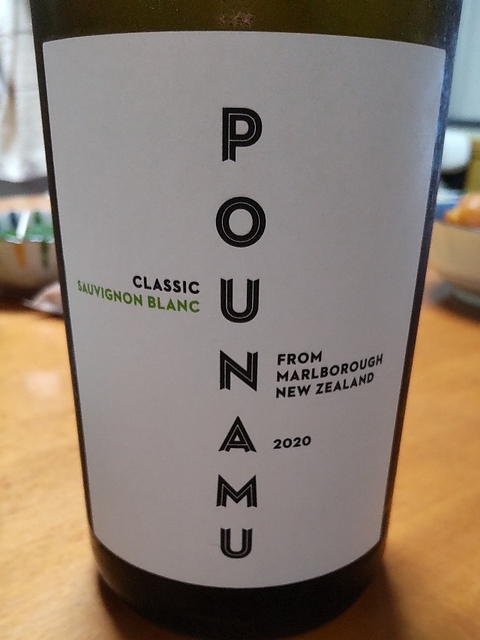 POUNAMU
CLASSIC
SAUVIGNON BLANC
FROM
MARLBOROUGH
NEW ZEALAND
2020